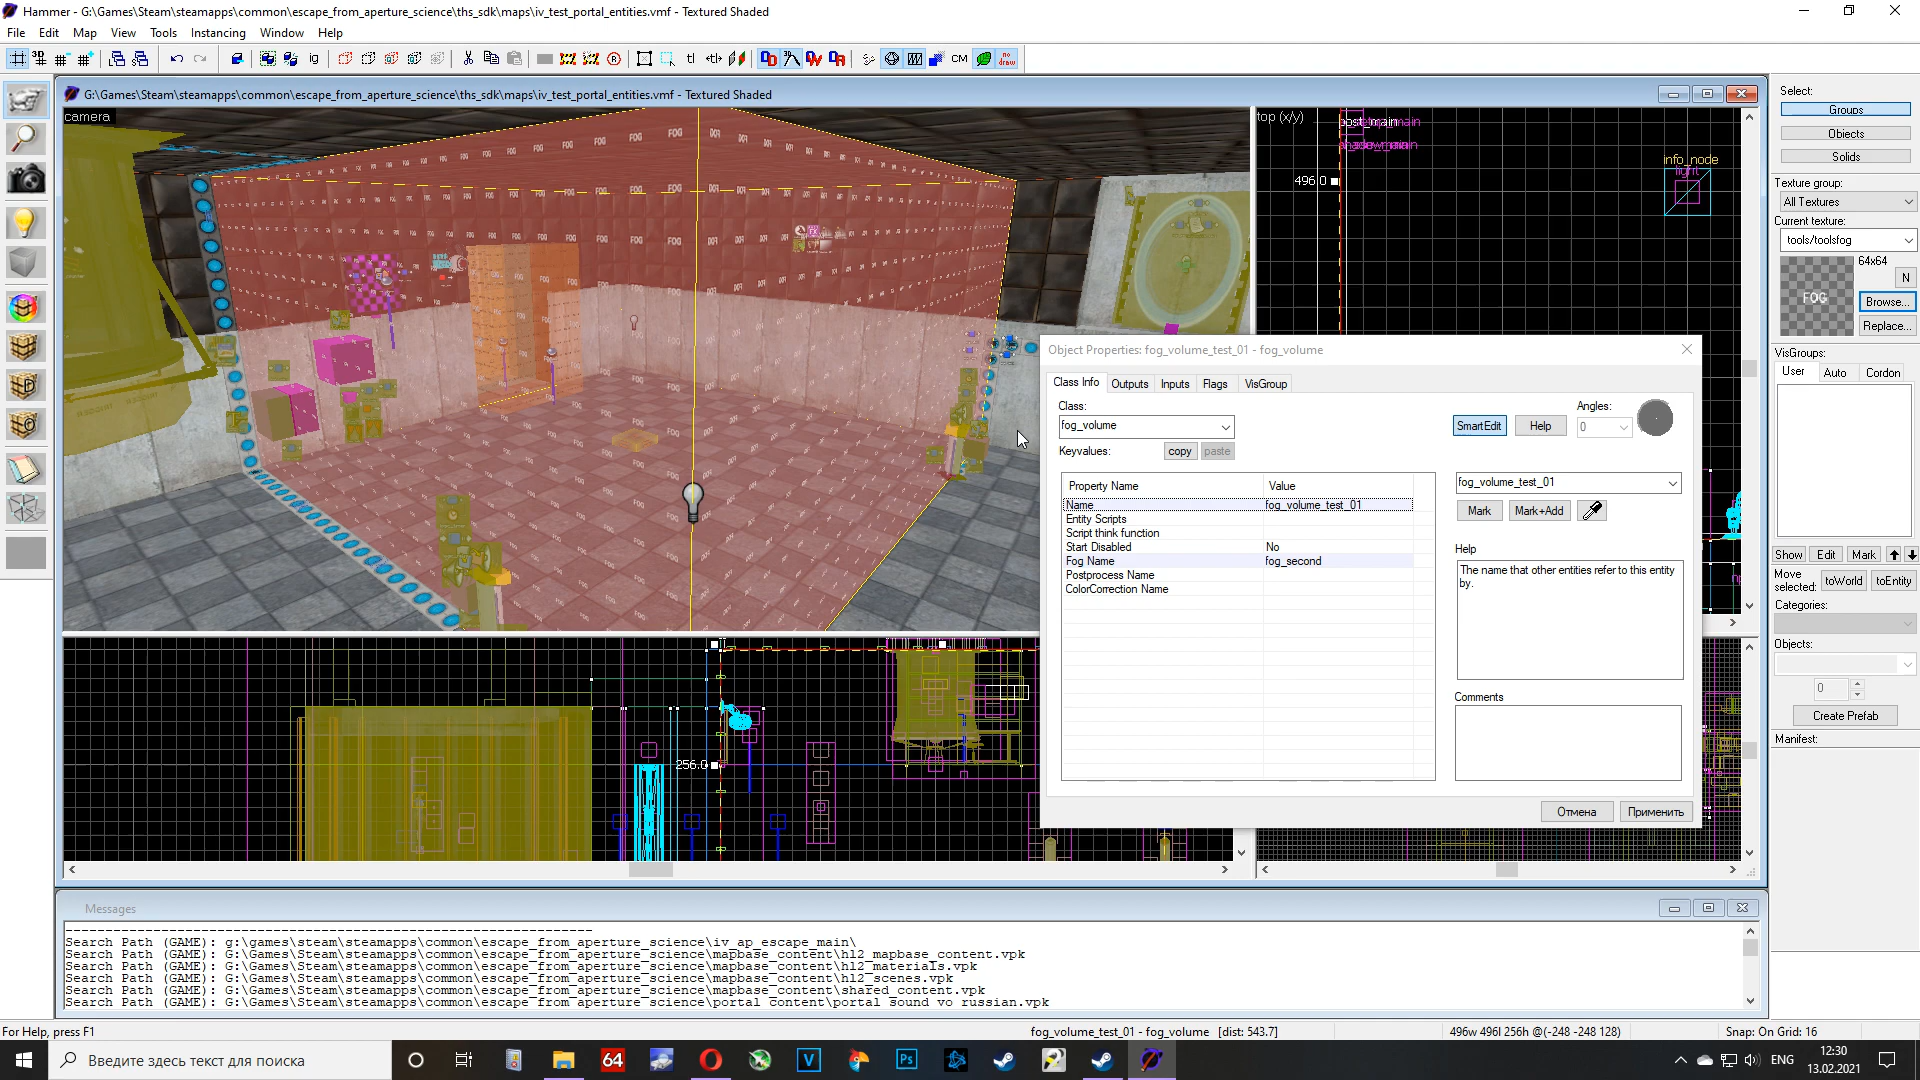 Hammer - G:\Games\Steam\steamapps\common\escape_from_aperture_science\ths_sdk\maps\iv_test_portal_entities.vmf - Textured Shaded
File Edit Map View Tools Instancing Window Help
G:\Games\Steam\steamapps\common\escape_from_aperture_science\ths_sdk\maps\iv_test_portal_entities.vmf - Textured Shaded
camera
top (x/y)
info_node
light
496.0
256.0
FOG
Object Properties: fog_volume_test_01 - fog_volume
Class Info Outputs Inputs Flags VisGroup
Class:
fog_volume
SmartEdit Help
Angles:
0
Keyvalues: copy paste
Property Name Value
Name fog_volume_test_01
Entity Scripts
Script think function
Start Disabled No
Fog Name fog_second
Postprocess Name
ColorCorrection Name
fog_volume_test_01
Mark Mark+Add
Help
The name that other entities refer to this entity
by.
Comments
Отмена Применить
Select:
Groups
Objects
Solids
Texture group:
All Textures
Current texture:
tools/toolsfog
64x64
FOG
N
Browse...
Replace...
VisGroups:
User Auto Cordon
Show Edit Mark
Move
selected: toWorld toEntity
Categories:
Objects:
0
Create Prefab
Manifest:
Messages
Search Path (GAME): g:\games\steam\steamapps\common\escape_from_aperture_science\iv_ap_escape_main\
Search Path (GAME): G:\Games\Steam\steamapps\common\escape_from_aperture_science\mapbase_content\hl2_mapbase_content.vpk
Search Path (GAME): G:\Games\Steam\steamapps\common\escape_from_aperture_science\mapbase_content\hl2_materials.vpk
Search Path (GAME): G:\Games\Steam\steamapps\common\escape_from_aperture_science\mapbase_content\hl2_scenes.vpk
Search Path (GAME): G:\Games\Steam\steamapps\common\escape_from_aperture_science\mapbase_content\shared_content.vpk
Search Path (GAME): G:\Games\Steam\steamapps\common\escape_from_aperture_science\portal_content\portal_sound_vo_russian.vpk
For Help, press F1
fog_volume_test_01 - fog_volume [dist: 543.7]
496w 496l 256h @(-248 -248 128)
Snap: On Grid: 16
Введите здесь текст для поиска
64
V
Ps
ENG
12:30
13.02.2021